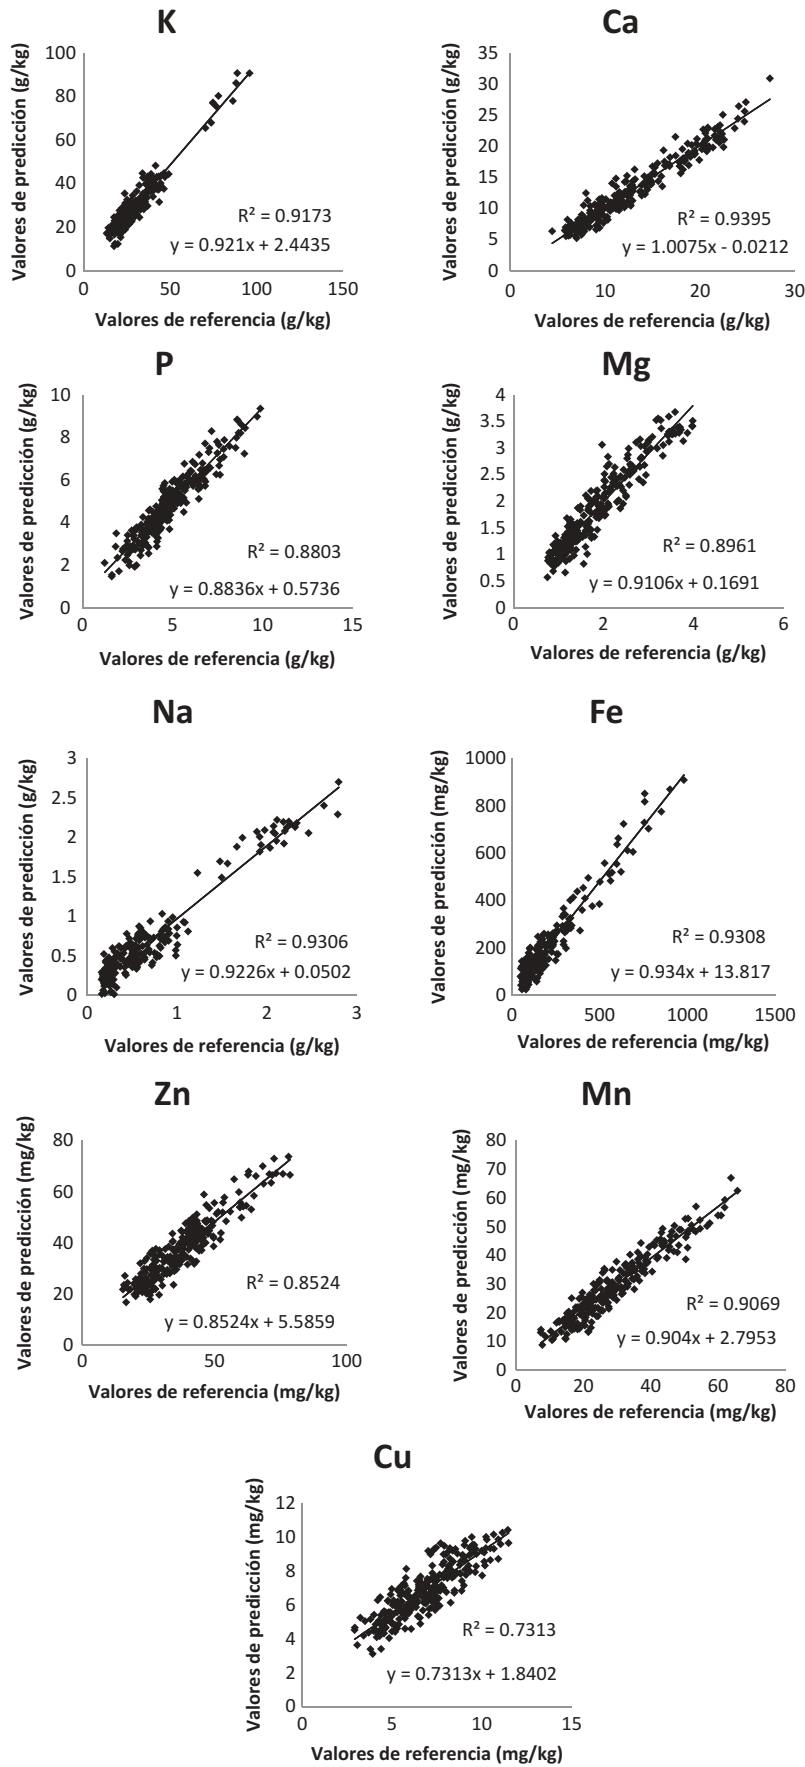 K
Valores de predicción (g/kg)
100
80
60
40
20
0
R² = 0.9173
y = 0.921x + 2.4435
0 50 100 150
Valores de referencia (g/kg)
Ca
Valores de predicción (g/kg)
35
30
25
20
15
10
5
0
R² = 0.9395
y = 1.0075x - 0.0212
0 10 20 30
Valores de referencia (g/kg)
P
Valores de predicción (g/kg)
10
8
6
4
2
0
R² = 0.8803
y = 0.8836x + 0.5736
0 5 10 15
Valores de referencia (g/kg)
Mg
Valores de predicción (g/kg)
4
3.5
3
2.5
2
1.5
1
0.5
0
R² = 0.8961
y = 0.9106x + 0.1691
0 2 4 6
Valores de referencia (g/kg)
Na
Valores de predicción (g/kg)
3
2.5
2
1.5
1
0.5
0
R² = 0.9306
y = 0.9226x + 0.0502
0 1 2 3
Valores de referencia (g/kg)
Fe
Valores de predicción (mg/kg)
1000
800
600
400
200
0
R² = 0.9308
y = 0.934x + 13.817
0 500 1000 1500
Valores de referencia (mg/kg)
Zn
Valores de predicción (mg/kg)
80
60
40
20
0
R² = 0.8524
y = 0.8524x + 5.5859
0 50 100
Valores de referencia (mg/kg)
Mn
Valores de predicción (mg/kg)
80
70
60
50
40
30
20
10
0
R² = 0.9069
y = 0.904x + 2.7953
0 20 40 60 80
Valores de referencia (mg/kg)
Cu
Valores de predicción (mg/kg)
12
10
8
6
4
2
0
R² = 0.7313
y = 0.7313x + 1.8402
0 5 10 15
Valores de referencia (mg/kg)